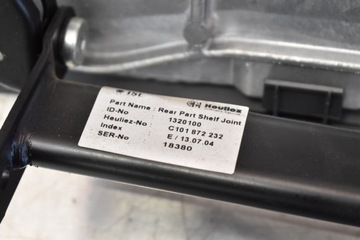 ISE Heuliez
Part Name : Rear Part Shelf Joint
ID-No 1320100
Heuliez-No : C101 872 232
Index E / 13.07.04
SER-No 18380